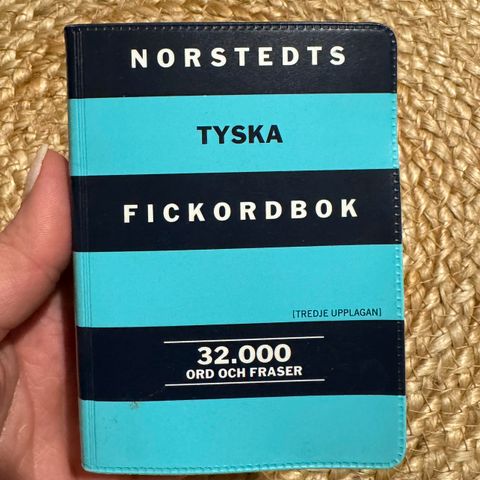 NORSTEDTS
TYSKA
FICKORDBOK
[TREDJE UPPLAGAN]
32.000
ORD OCH FRASER